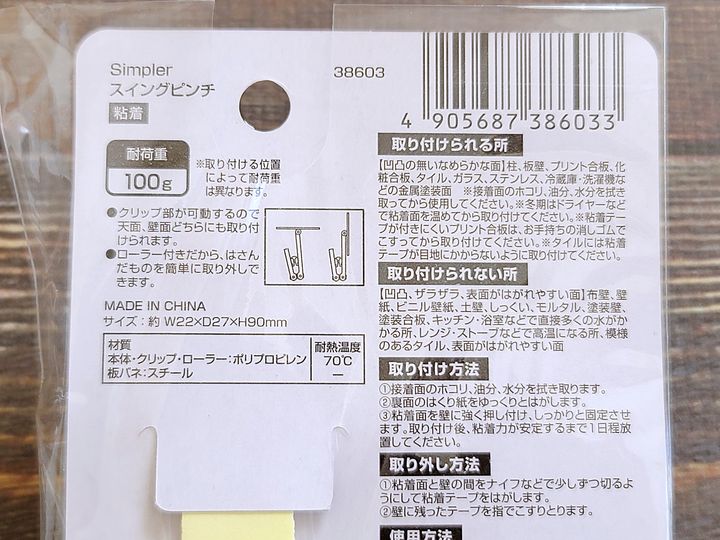 Simpler
スイングピンチ
粘着
38603
4 905687 386033
耐荷重
100g
※取り付ける位置
によって耐荷重
は異なります。
●クリップ部が可動するので
天面、壁面どちらにも取り付
けられます。
●ローラー付きだから、はさん
だものを簡単に取り外しで
きます。
MADE IN CHINA
サイズ：約 W22×D27×H90mm
材質
本体・クリップ・ローラー：ポリプロピレン
板バネ：スチール
耐熱温度
70℃
―
取り付けられる所
【凹凸の無いなめらかな面】柱、板壁、プリント合板、化
粧合板、タイル、ガラス、ステンレス、冷蔵庫・洗濯機な
どの金属塗装面 ※接着面のホコリ、油分、水分を拭き
取ってから使用してください。※冬期はドライヤーなど
で粘着面を温めてから取り付けてください。※粘着テー
プが付きにくいプリント合板は、お手持ちの消しゴムで
こすってから取り付けてください。※タイルには粘着
テープが目地にかからないように取り付けてください。
取り付けられない所
【凹凸、ザラザラ、表面がはがれやすい面】布壁、壁
紙、ビニル壁紙、土壁、しっくい、モルタル、塗装壁、
塗装合板、キッチン・浴室などで直接多くの水がか
かる所、レンジ・ストーブなどで高温になる所、模様
のあるタイル、表面がはがれやすい面
取り付け方法
①接着面のホコリ、油分、水分を拭き取ります。
②裏面のはくり紙をゆっくりとはがします。
③粘着面を壁に強く押し付け、しっかりと固定させ
ます。取り付け後、粘着力が安定するまで1日程放
置してください。
取り外し方法
①粘着面と壁の間をナイフなどで少しずつ切るよ
うにして粘着テープをはがします。
②壁に残ったテープを指でこすりとります。
使用方法